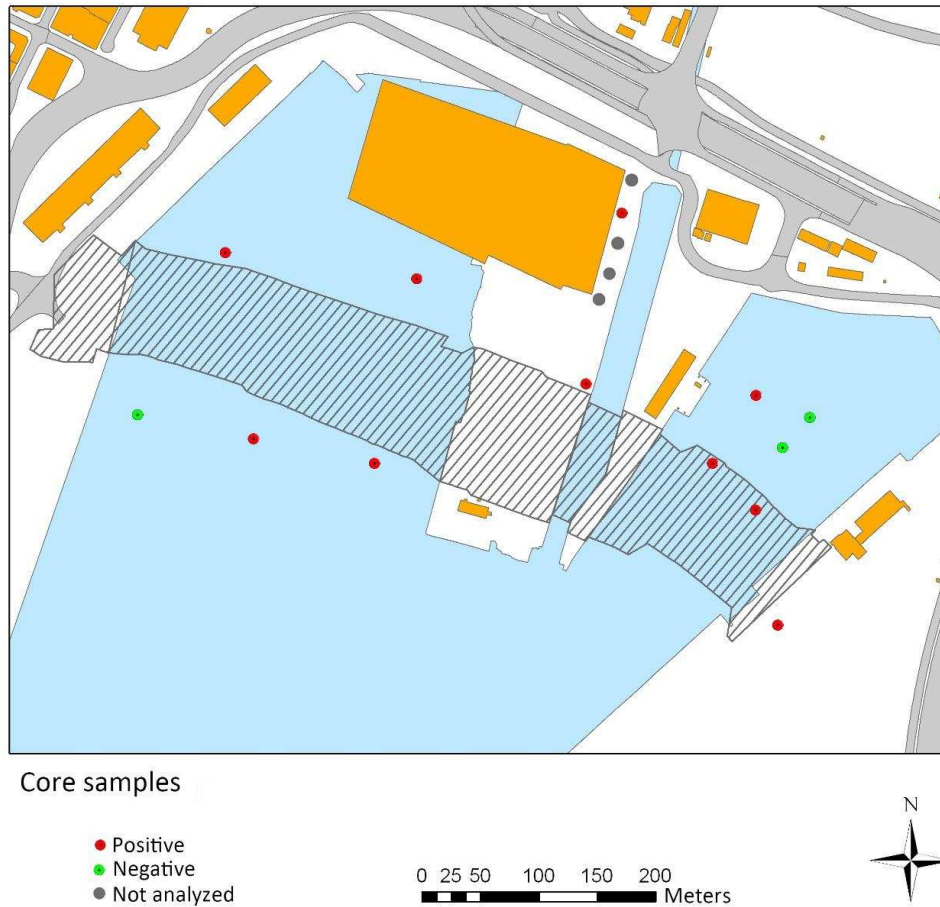 Core samples
Positive
Negative
Not analyzed
0 25 50 100 150 200
Meters
N